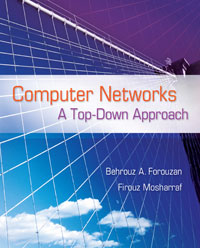 Computer Networks
A Top-Down Approach
Behrouz A. Forouzan
Firouz Mosharraf